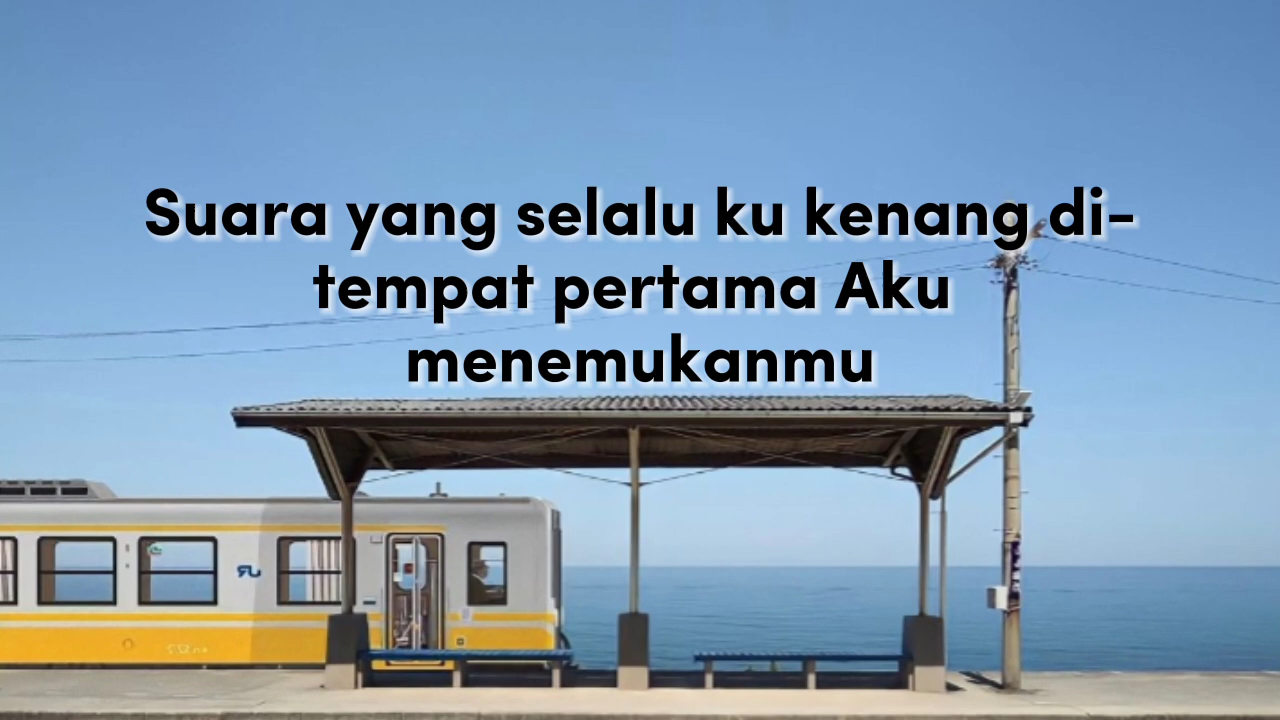 Suara yang selalu ku kenang di-
tempat pertama Aku
menemukanmu